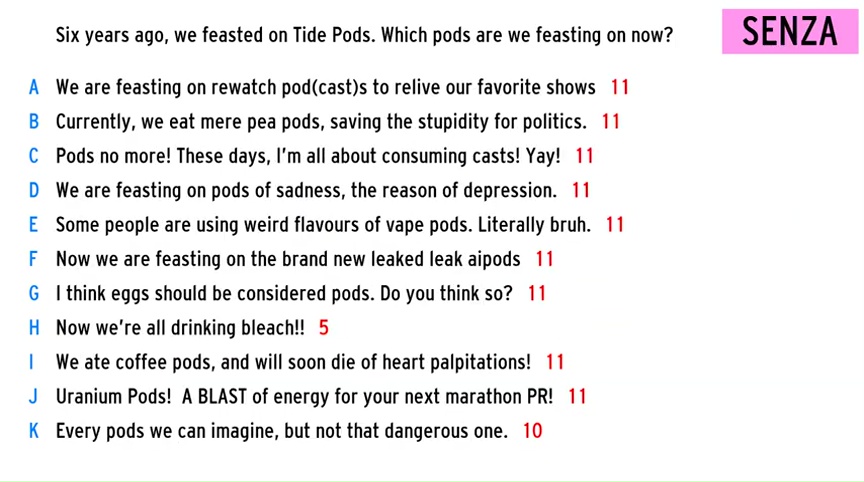 Six years ago, we feasted on Tide Pods. Which pods are we feasting on now?
SENZA
A We are feasting on rewatch pod(cast)s to relive our favorite shows 11
B Currently, we eat mere pea pods, saving the stupidity for politics. 11
C Pods no more! These days, I'm all about consuming casts! Yay! 11
D We are feasting on pods of sadness, the reason of depression. 11
E Some people are using weird flavours of vape pods. Literally bruh. 11
F Now we are feasting on the brand new leaked leak aipods 11
G I think eggs should be considered pods. Do you think so? 11
H Now we're all drinking bleach!! 5
I We ate coffee pods, and will soon die of heart palpitations! 11
J Uranium Pods! A BLAST of energy for your next marathon PR! 11
K Every pods we can imagine, but not that dangerous one. 10